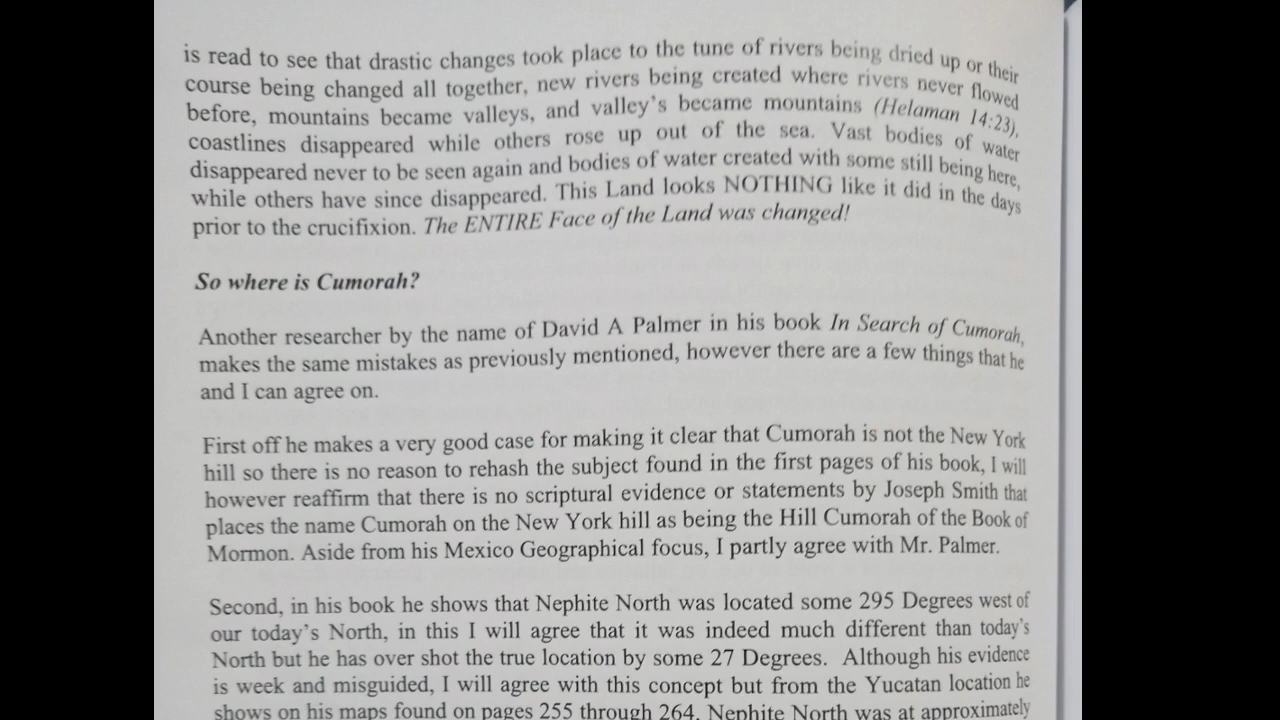 is read to see that drastic changes took place to the tune of rivers being dried up or their
course being changed all together, new rivers being created where rivers never flowed
before, mountains became valleys, and valley's became mountains (Helaman 14:23),
coastlines disappeared while others rose up out of the sea. Vast bodies of water
disappeared never to be seen again and bodies of water created with some still being here,
while others have since disappeared. This Land looks NOTHING like it did in the days
prior to the crucifixion. The ENTIRE Face of the Land was changed!
So where is Cumorah?
Another researcher by the name of David A Palmer in his book In Search of Cumorah,
makes the same mistakes as previously mentioned, however there are a few things that he
and I can agree on.
First off he makes a very good case for making it clear that Cumorah is not the New York
hill so there is no reason to rehash the subject found in the first pages of his book, I will
however reaffirm that there is no scriptural evidence or statements by Joseph Smith that
places the name Cumorah on the New York hill as being the Hill Cumorah of the Book of
Mormon. Aside from his Mexico Geographical focus, I partly agree with Mr. Palmer.
Second, in his book he shows that Nephite North was located some 295 Degrees west of
our today's North, in this I will agree that it was indeed much different than today's
North but he has over shot the true location by some 27 Degrees. Although his evidence
is week and misguided, I will agree with this concept but from the Yucatan location he
shows on his maps found on pages 255 through 264. Nephite North was at approximately